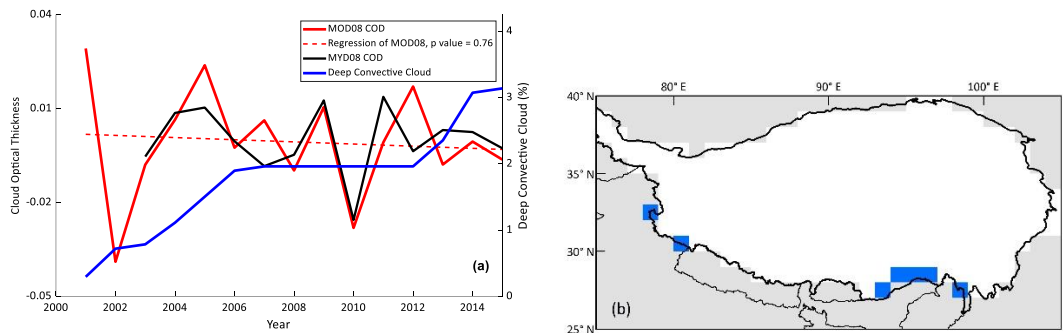 MOD08 COD
Regression of MOD08, p value = 0.76
MYD08 COD
Deep Convective Cloud
0.04
0.01
-0.02
-0.05
Cloud Optical Thickness
4
3
2
1
0
Deep Convective Cloud (%)
2000 2002 2004 2006 2008 2010 2012 2014
Year
(a)
80° E 90° E 100° E
40° N
35° N
30° N
25° N
(b)